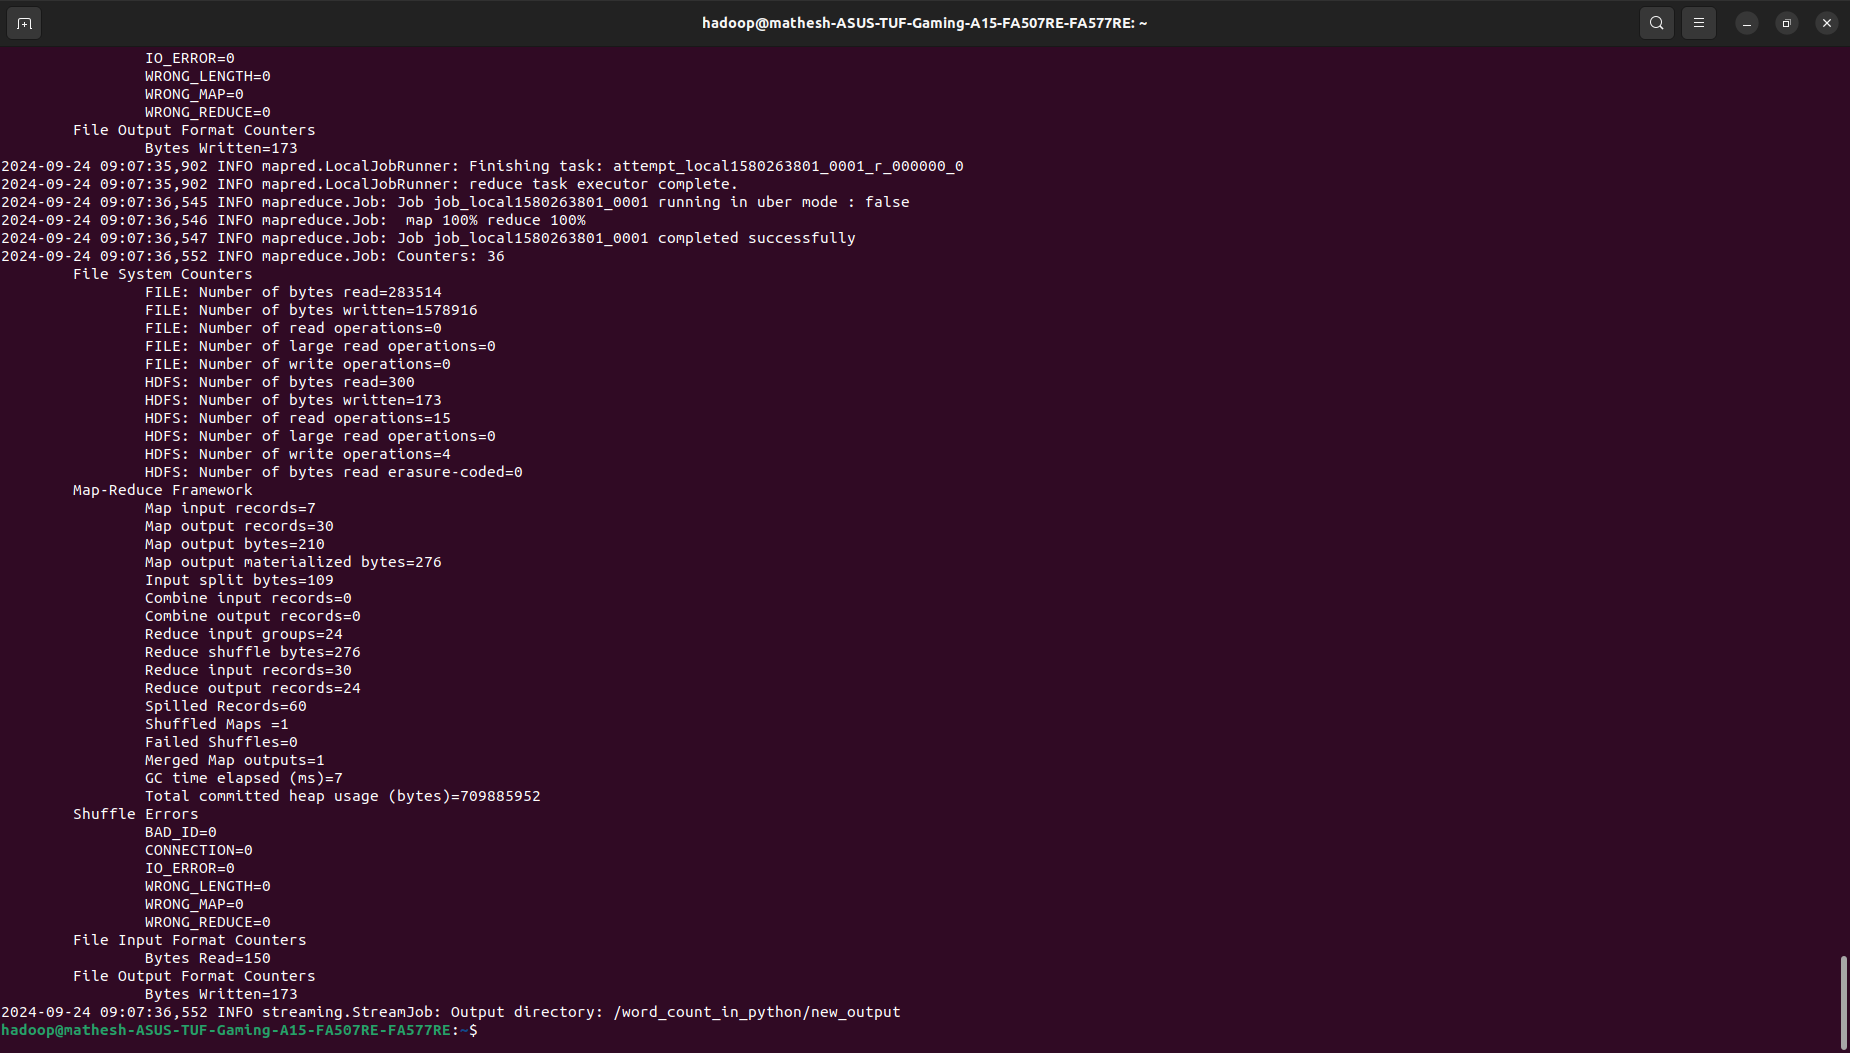 hadoop@mathesh-ASUS-TUF-Gaming-A15-FA507RE-FA577RE: ~
IO_ERROR=0
WRONG_LENGTH=0
WRONG_MAP=0
WRONG_REDUCE=0
File Output Format Counters
Bytes Written=173
2024-09-24 09:07:35,902 INFO mapred.LocalJobRunner: Finishing task: attempt_local1580263801_0001_r_000000_0
2024-09-24 09:07:35,902 INFO mapred.LocalJobRunner: reduce task executor complete.
2024-09-24 09:07:36,545 INFO mapreduce.Job: Job job_local1580263801_0001 running in uber mode : false
2024-09-24 09:07:36,546 INFO mapreduce.Job:  map 100% reduce 100%
2024-09-24 09:07:36,547 INFO mapreduce.Job: Job job_local1580263801_0001 completed successfully
2024-09-24 09:07:36,552 INFO mapreduce.Job: Counters: 36
File System Counters
FILE: Number of bytes read=283514
FILE: Number of bytes written=1578916
FILE: Number of read operations=0
FILE: Number of large read operations=0
FILE: Number of write operations=0
HDFS: Number of bytes read=300
HDFS: Number of bytes written=173
HDFS: Number of read operations=15
HDFS: Number of large read operations=0
HDFS: Number of write operations=4
HDFS: Number of bytes read erasure-coded=0
Map-Reduce Framework
Map input records=7
Map output records=30
Map output bytes=210
Map output materialized bytes=276
Input split bytes=109
Combine input records=0
Combine output records=0
Reduce input groups=24
Reduce shuffle bytes=276
Reduce input records=30
Reduce output records=24
Spilled Records=60
Shuffled Maps =1
Failed Shuffles=0
Merged Map outputs=1
GC time elapsed (ms)=7
Total committed heap usage (bytes)=709885952
Shuffle Errors
BAD_ID=0
CONNECTION=0
IO_ERROR=0
WRONG_LENGTH=0
WRONG_MAP=0
WRONG_REDUCE=0
File Input Format Counters
Bytes Read=150
File Output Format Counters
Bytes Written=173
2024-09-24 09:07:36,552 INFO streaming.StreamJob: Output directory: /word_count_in_python/new_output
hadoop@mathesh-ASUS-TUF-Gaming-A15-FA507RE-FA577RE:~$